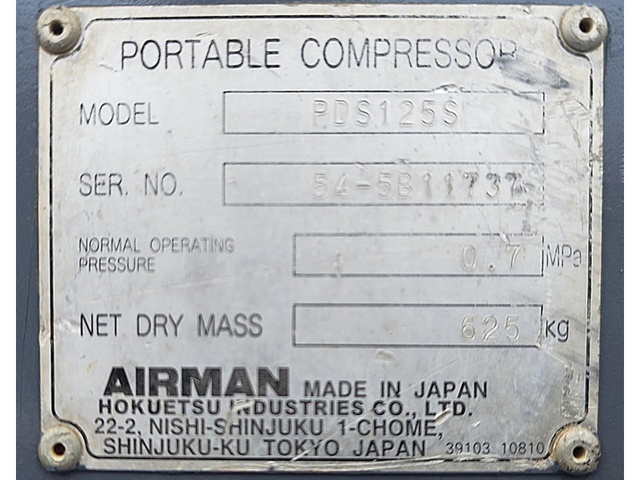 PORTABLE COMPRESSOR
MODEL PDS125S
SER. NO. 54-5B11737
NORMAL OPERATING
PRESSURE 0.7 MPa
NET DRY MASS 625 kg
AIRMAN MADE IN JAPAN
HOKUETSU INDUSTRIES CO., LTD.
22-2, NISHI-SHINJUKU 1-CHOME,
SHINJUKU-KU TOKYO JAPAN 39103 10810